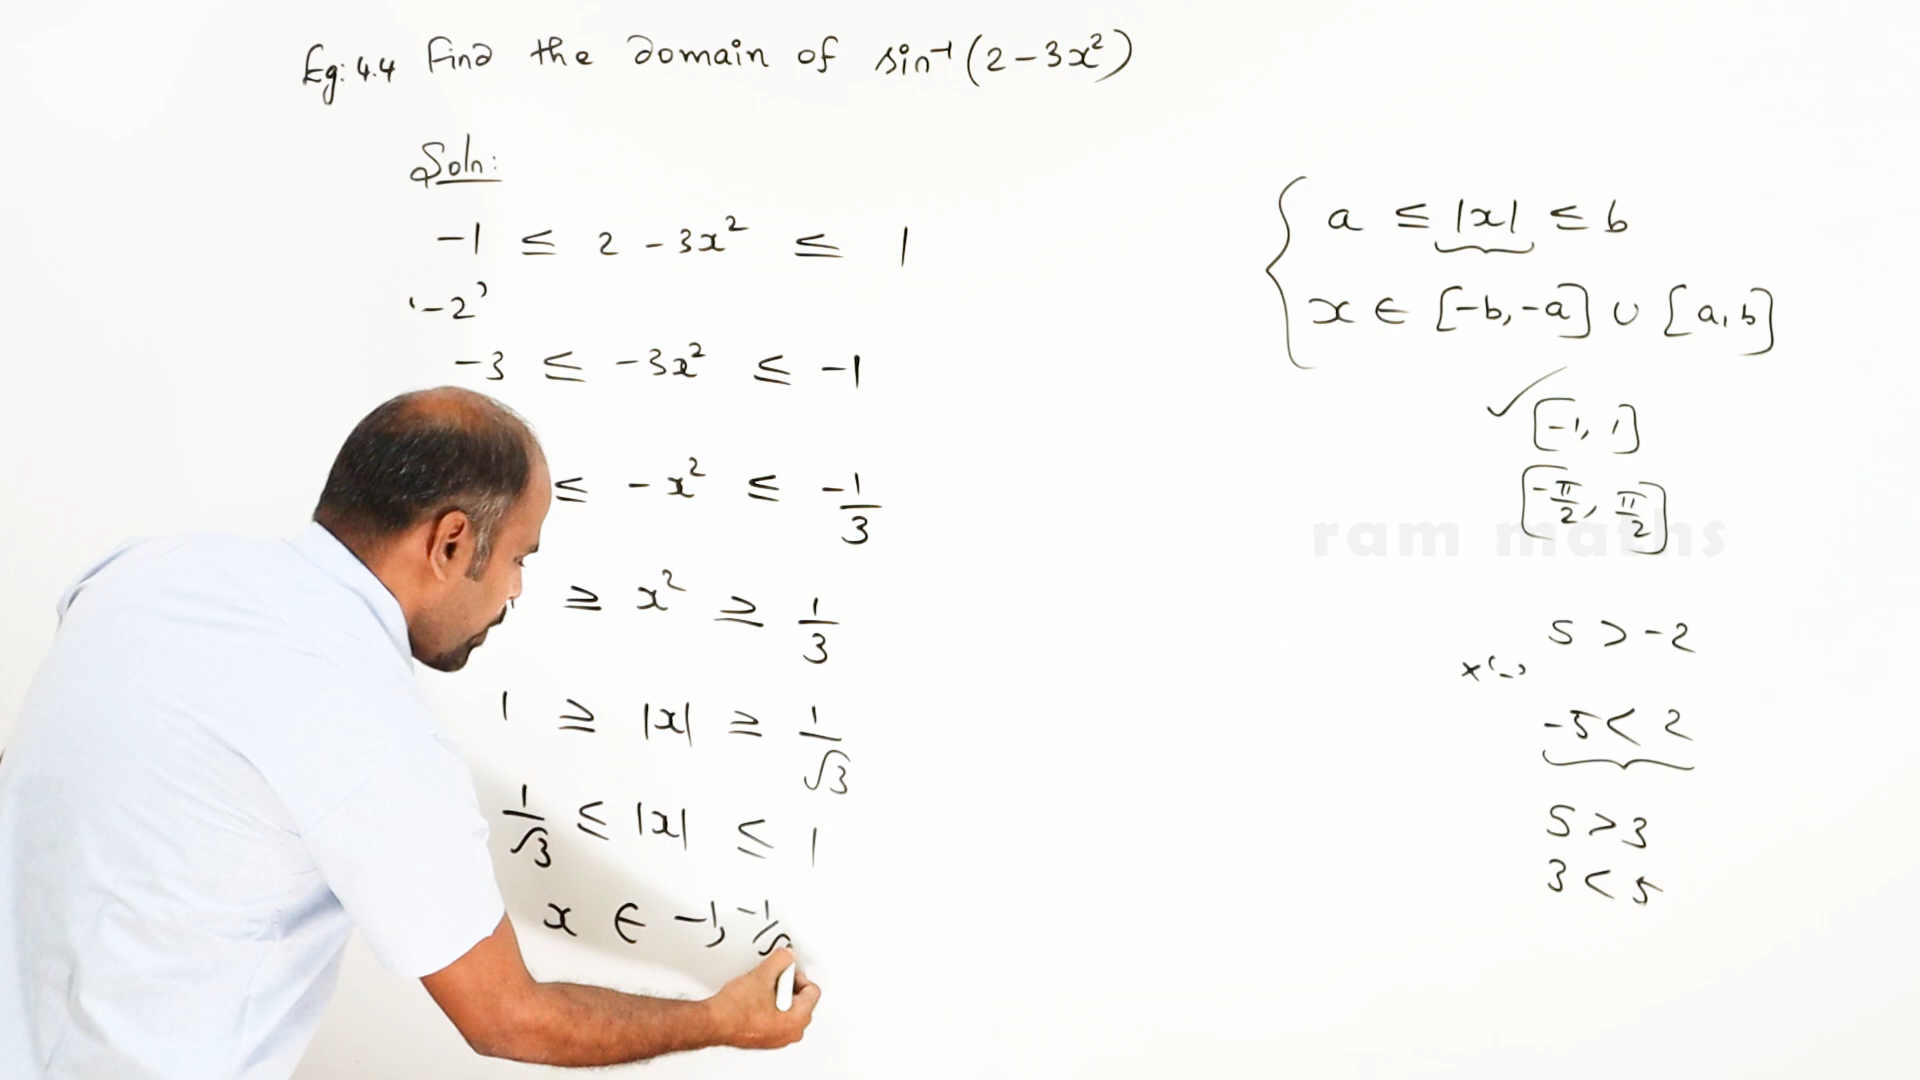 Eg: 4.4 Find the domain of sin⁻¹(2 – 3x²)
Soln:
-1 ≤ 2 - 3x² ≤ 1
'-2'
-3 ≤ -3x² ≤ -1
≤ -x² ≤ -1/3
≥ x² ≥ 1/3
1 ≥ |x| ≥ 1/√3
1/√3 ≤ |x| ≤ 1
x ∈ -1, -1/√
a ≤ |x| ≤ b
x ∈ [-b, -a] ∪ [a, b]
✓ [-1, 1]
[-π/2, π/2]
ram maths
5 > -2
x'-'
-5 < 2
5 > 3
3 < 5